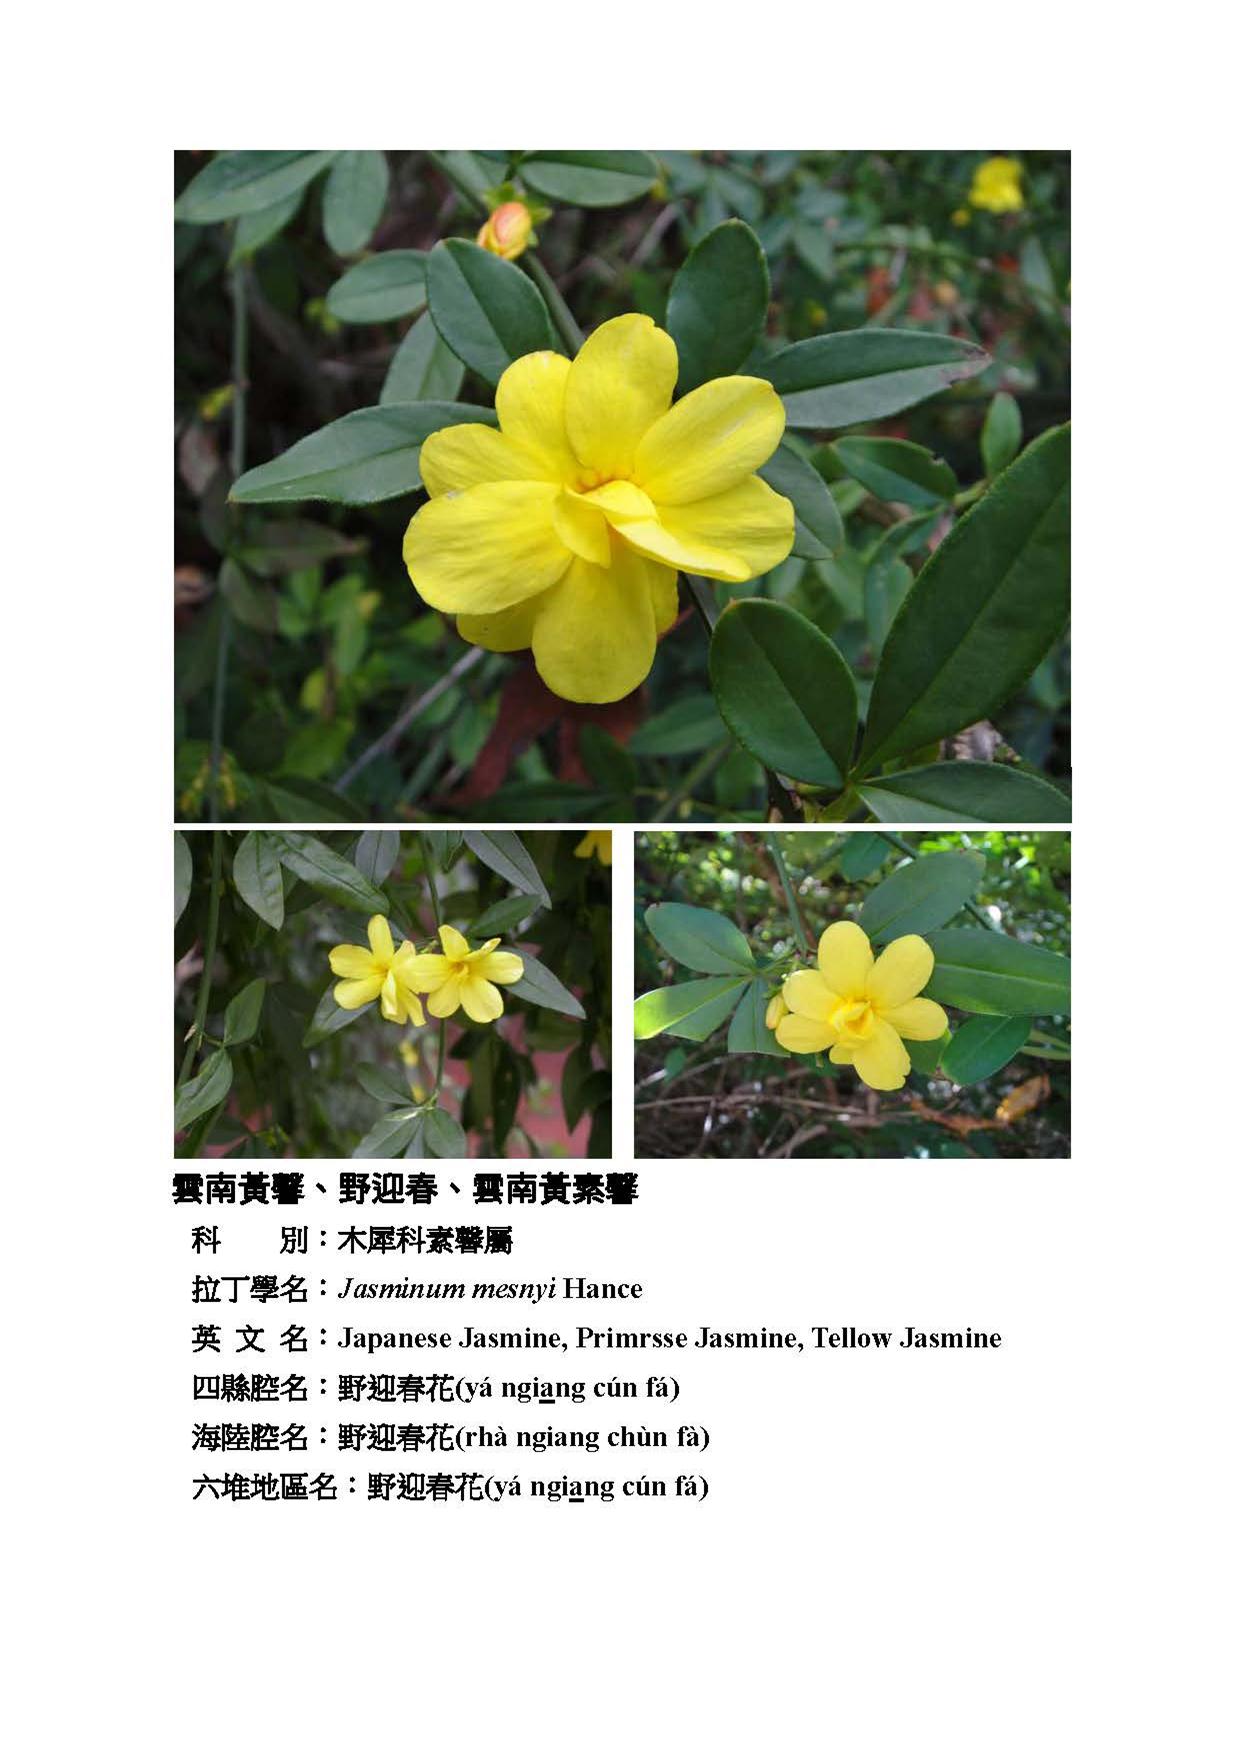 雲南黃馨、野迎春、雲南黃素馨
科　　別：木犀科素馨屬
拉丁學名：Jasminum mesnyi Hance
英 文 名：Japanese Jasmine, Primrsse Jasmine, Tellow Jasmine
四縣腔名：野迎春花(yá ngiang cún fá)
海陸腔名：野迎春花(rhà ngiang chùn fà)
六堆地區名：野迎春花(yá ngiang cún fá)